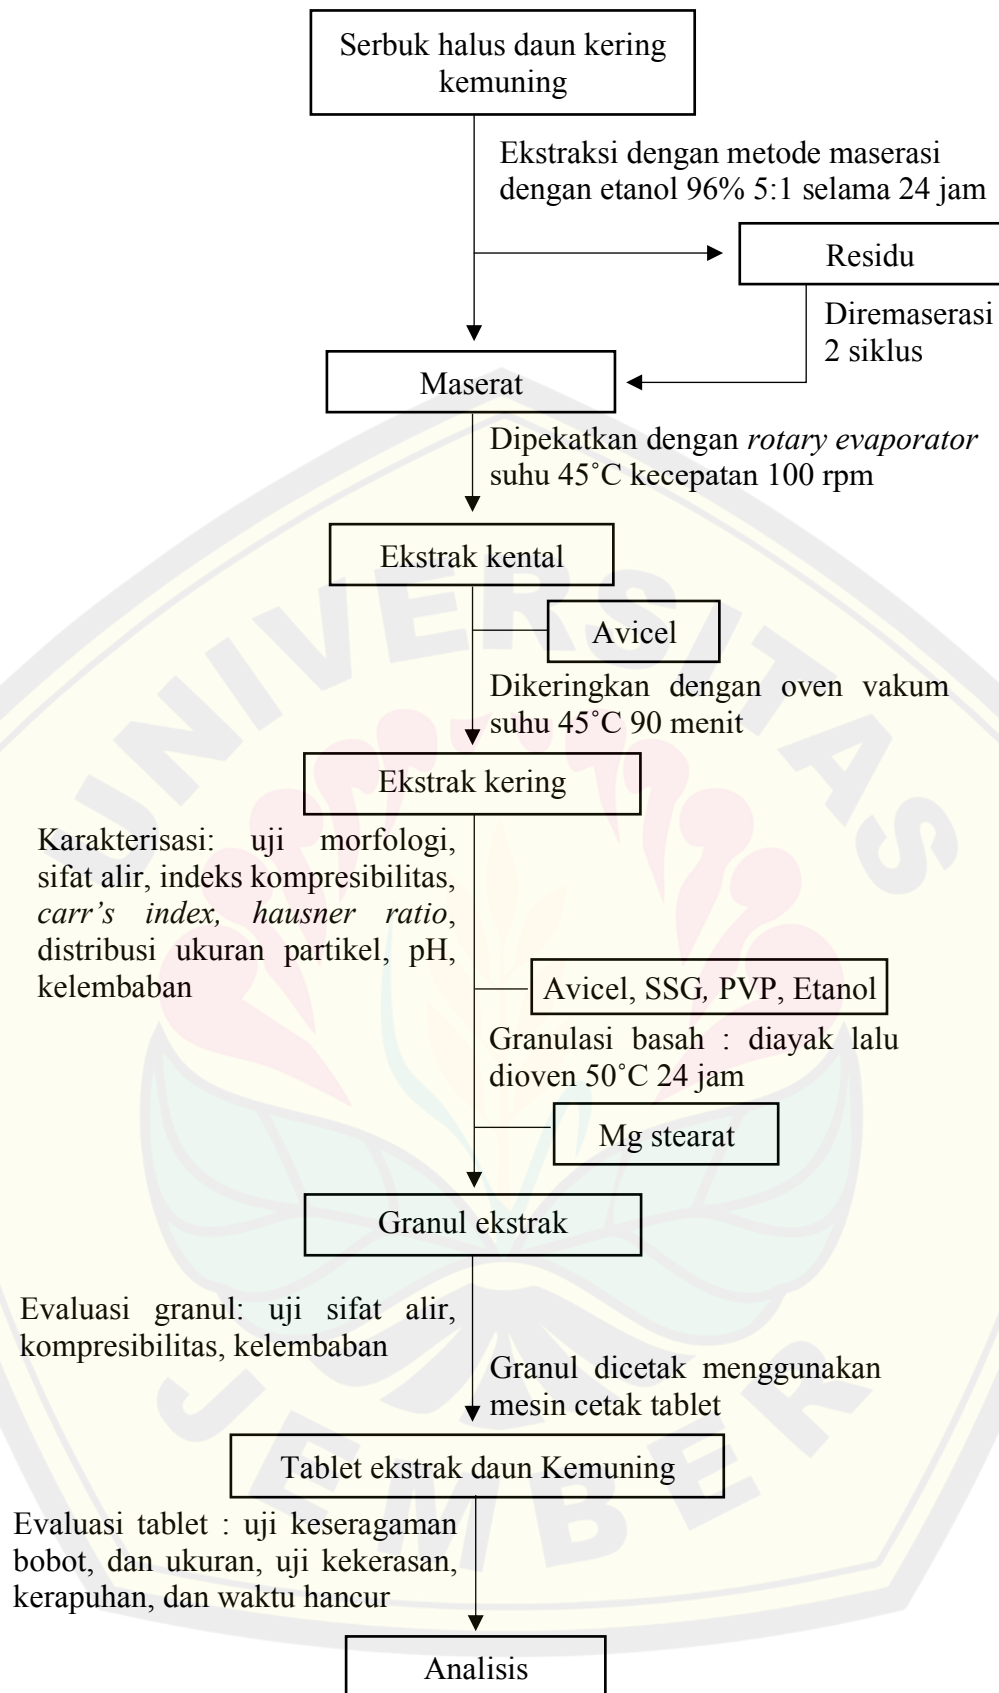 Serbuk halus daun kering
kemuning
Ekstraksi dengan metode maserasi
dengan etanol 96% 5:1 selama 24 jam
Residu
Diremaserasi
2 siklus
Maserat
Dipekatkan dengan rotary evaporator
suhu 45˚C kecepatan 100 rpm
Ekstrak kental
Avicel
Dikeringkan dengan oven vakum
suhu 45˚C 90 menit
Ekstrak kering
Karakterisasi: uji morfologi,
sifat alir, indeks kompresibilitas,
carr’s index, hausner ratio,
distribusi ukuran partikel, pH,
kelembaban
Avicel, SSG, PVP, Etanol
Granulasi basah : diayak lalu
dioven 50˚C 24 jam
Mg stearat
Granul ekstrak
Evaluasi granul: uji sifat alir,
kompresibilitas, kelembaban
Granul dicetak menggunakan
mesin cetak tablet
Tablet ekstrak daun Kemuning
Evaluasi tablet : uji keseragaman
bobot, dan ukuran, uji kekerasan,
kerapuhan, dan waktu hancur
Analisis
UNIVERSITAS
JEMBER